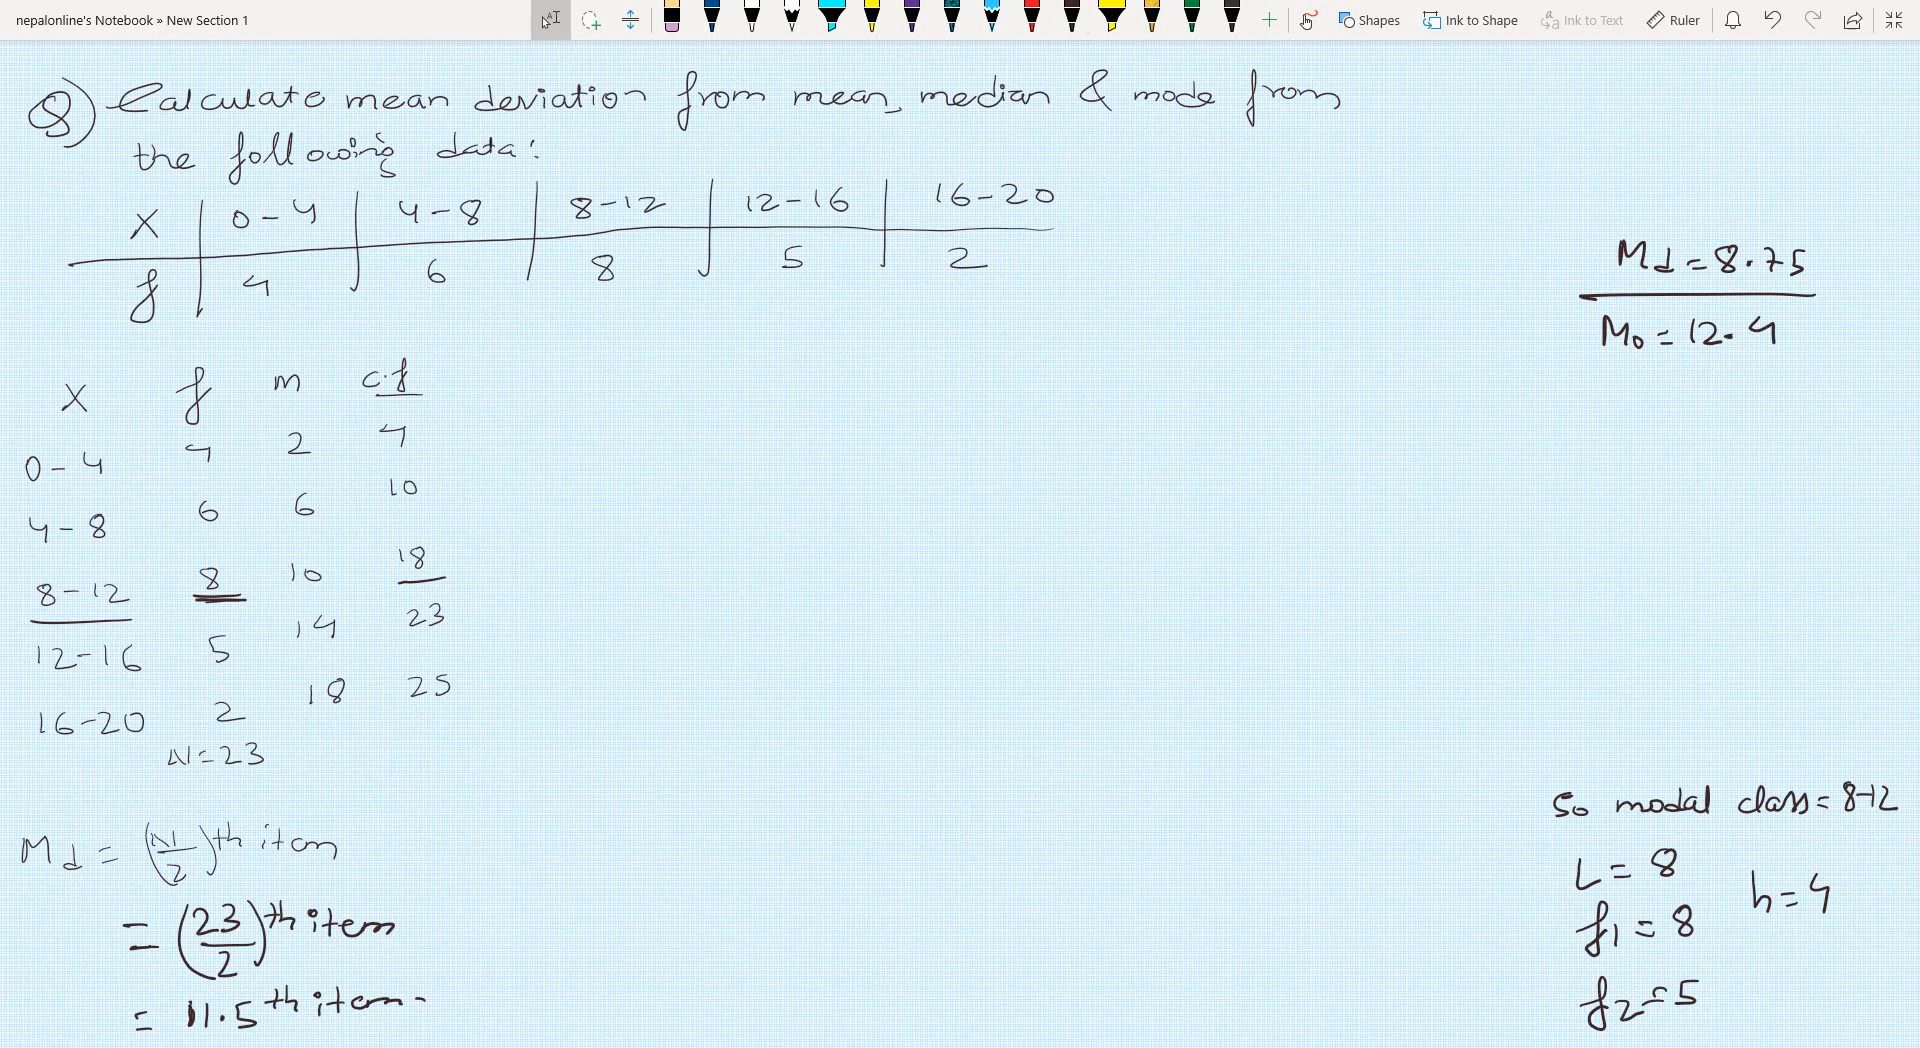 nepalonline's Notebook » New Section 1
Shapes Ink to Shape Ink to Text Ruler
Q) Calculate mean deviation from mean, median & mode from
the following data:
X 0-4 4-8 8-12 12-16 16-20
f 4 6 8 5 2
Md = 8.75
Mo = 12.4
X f m c.f
0-4 4 2 4
4-8 6 6 10
8-12 8 10 18
12-16 5 14 23
16-20 2 18 25
N = 23
Md = (N/2)th item
= (23/2)th item
= 11.5th item
So modal class = 8-12
L = 8
h = 4
f1 = 8
f2 = 5